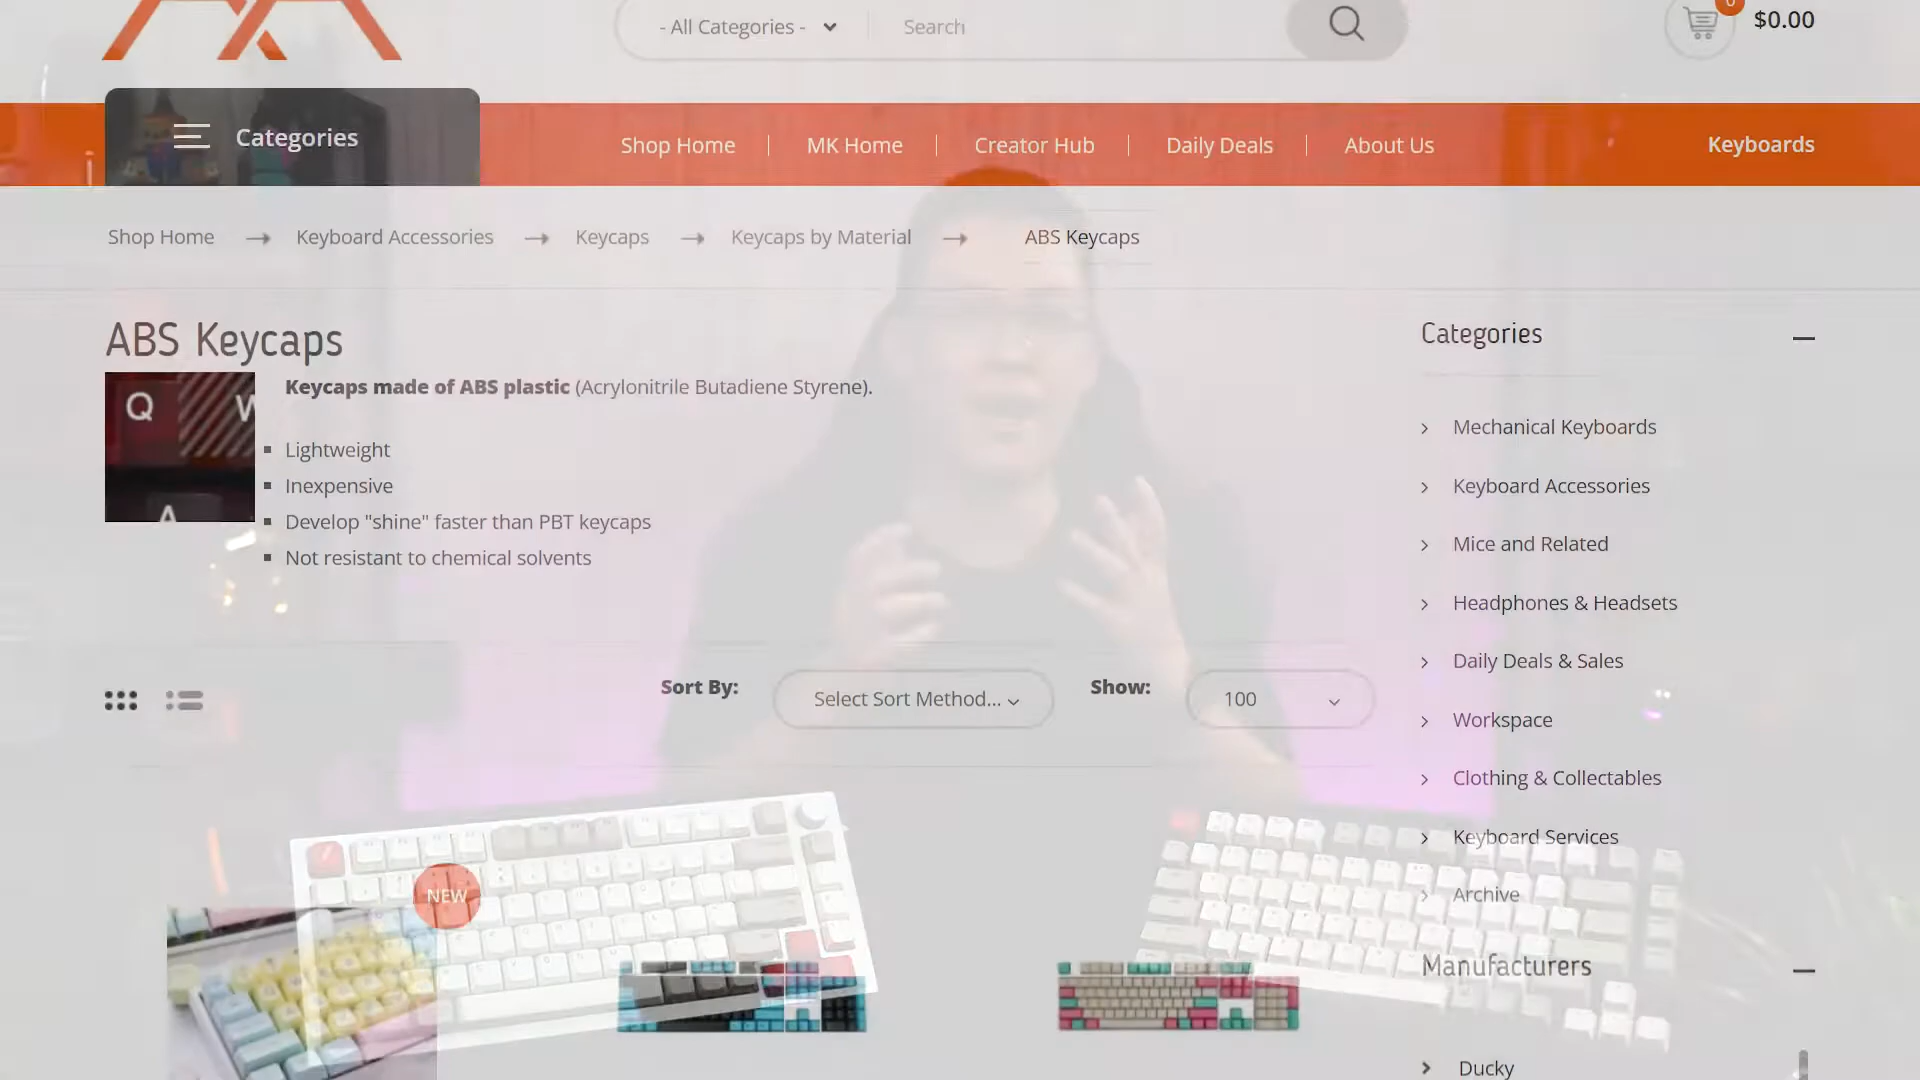 - All Categories -
Search
0
$0.00
Categories
Shop Home
MK Home
Creator Hub
Daily Deals
About Us
Keyboards
Shop Home → Keyboard Accessories → Keycaps → Keycaps by Material → ABS Keycaps
ABS Keycaps
Q W
A
Keycaps made of ABS plastic (Acrylonitrile Butadiene Styrene).
Lightweight
Inexpensive
Develop "shine" faster than PBT keycaps
Not resistant to chemical solvents
Sort By:
Select Sort Method...
Show:
100
NEW
Categories
Mechanical Keyboards
Keyboard Accessories
Mice and Related
Headphones & Headsets
Daily Deals & Sales
Workspace
Clothing & Collectables
Keyboard Services
Archive
Manufacturers
Ducky